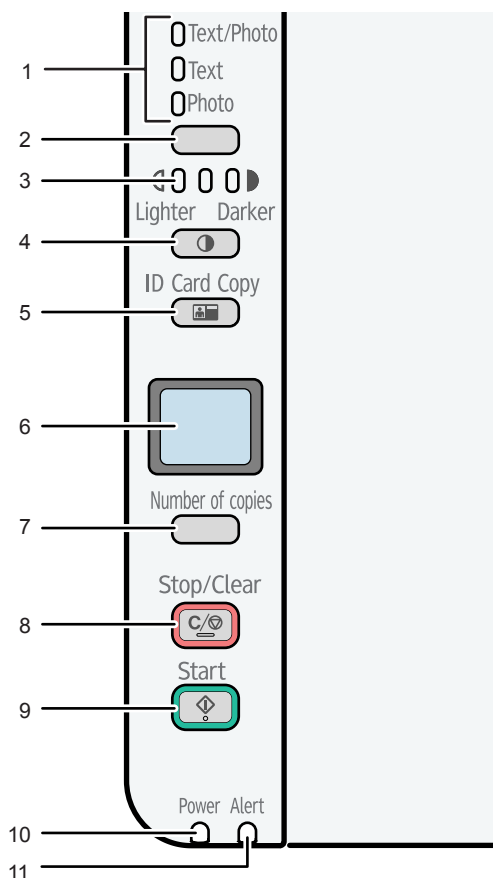 1
Text/Photo
Text
Photo
2
3
Lighter Darker
4
ID Card Copy
5
6
Number of copies
7
Stop/Clear
8 C/
Start
9
Power Alert
10
11